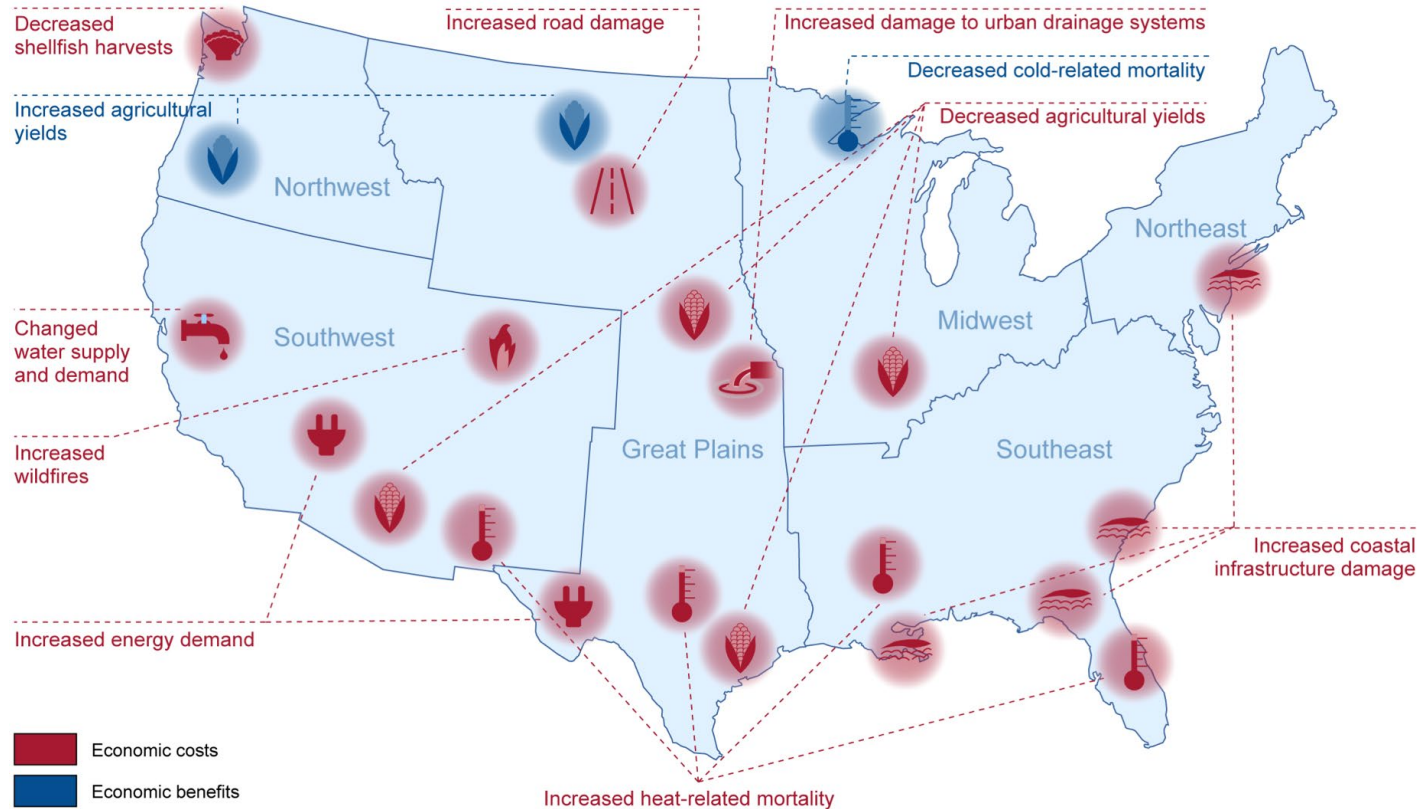 Decreased
shellfish harvests
Increased road damage
Increased damage to urban drainage systems
Decreased cold-related mortality
Increased agricultural
yields
Decreased agricultural yields
Northwest
Northeast
Changed
water supply
and demand
Southwest
Midwest
Increased
wildfires
Great Plains
Southeast
Increased coastal
infrastructure damage
Increased energy demand
Economic costs
Economic benefits
Increased heat-related mortality